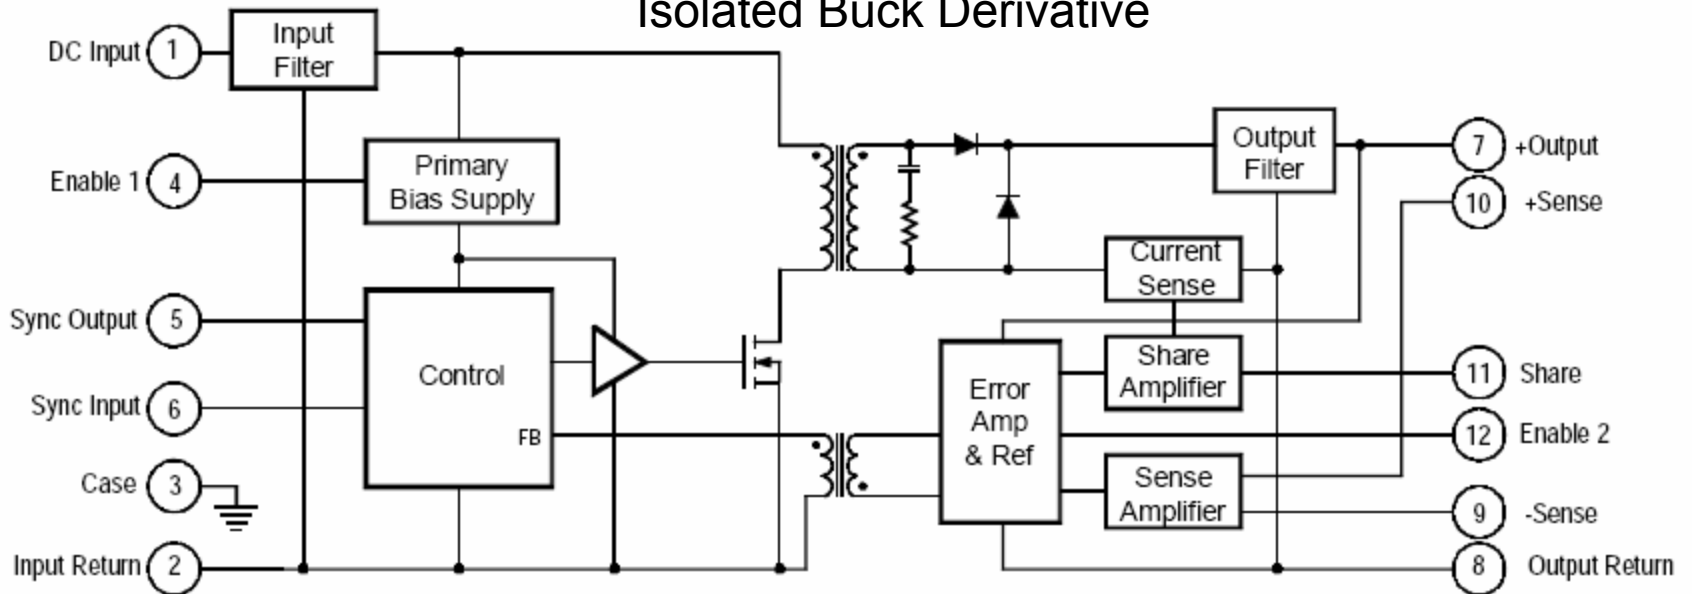 Isolated Buck Derivative
DC Input
1
Input
Filter
Enable 1
4
Primary
Bias Supply
Sync Output
5
Control
Sync Input
6
FB
Case
3
Input Return
2
Output
Filter
7
+Output
10
+Sense
Current
Sense
Error
Amp
& Ref
Share
Amplifier
11
Share
12
Enable 2
Sense
Amplifier
9
-Sense
8
Output Return